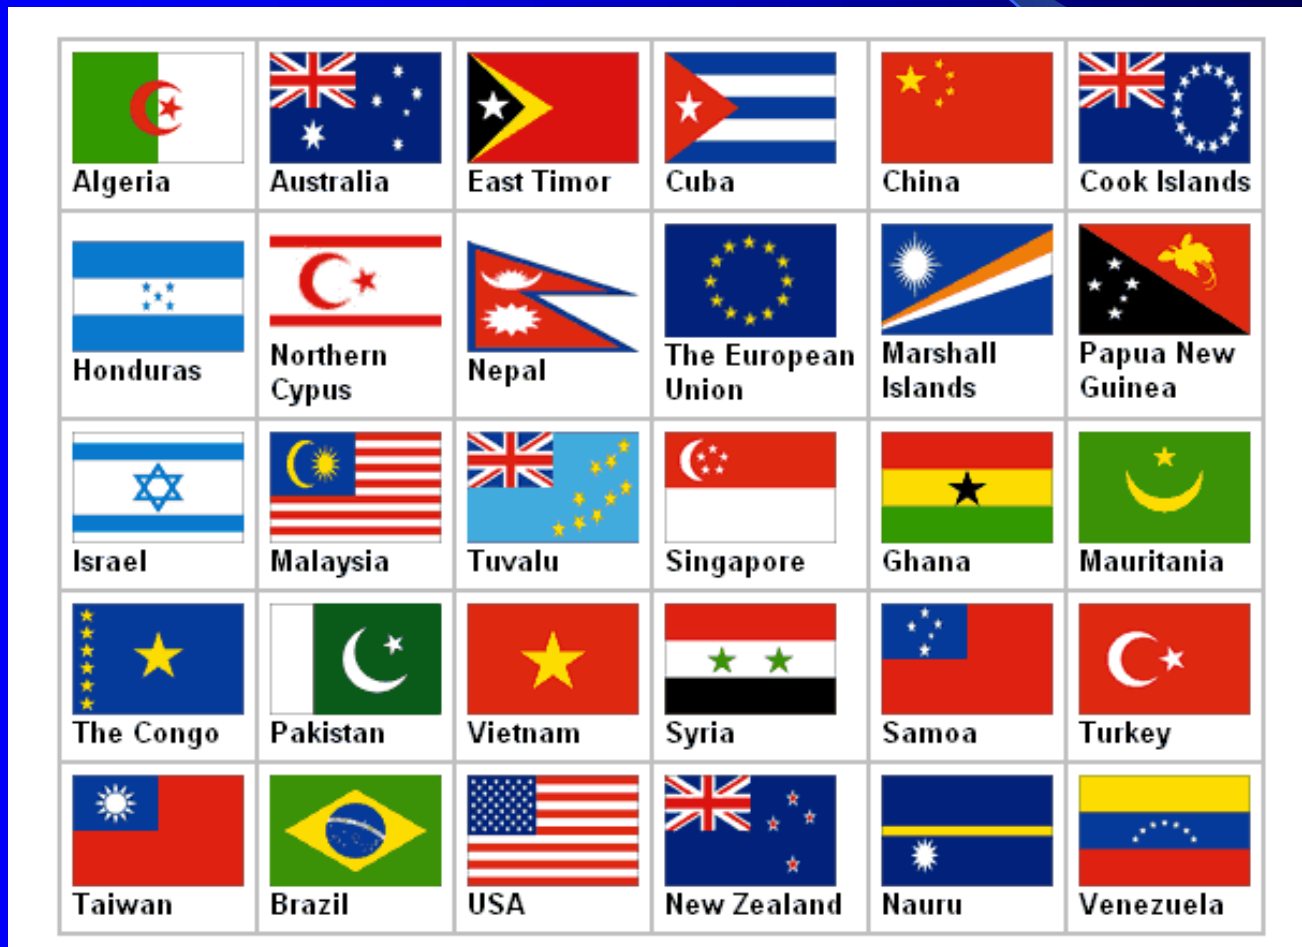 Algeria
Australia
East Timor
Cuba
China
Cook Islands
Honduras
Northern
Cypus
Nepal
The European
Union
Marshall
Islands
Papua New
Guinea
Israel
Malaysia
Tuvalu
Singapore
Ghana
Mauritania
The Congo
Pakistan
Vietnam
Syria
Samoa
Turkey
Taiwan
Brazil
USA
New Zealand
Nauru
Venezuela